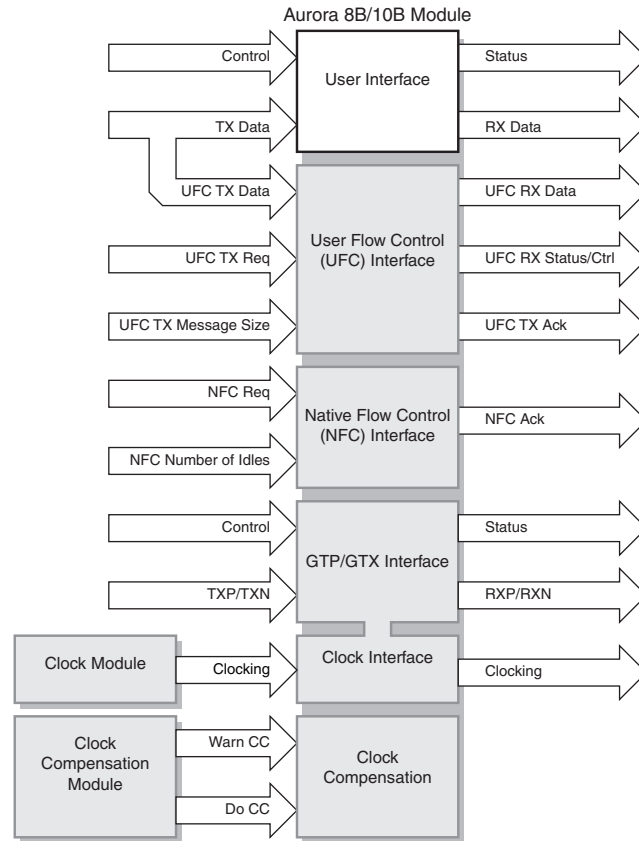 Aurora 8B/10B Module
Control
User Interface
Status
TX Data
RX Data
UFC TX Data
UFC RX Data
UFC TX Req
User Flow Control
(UFC) Interface
UFC RX Status/Ctrl
UFC TX Message Size
UFC TX Ack
NFC Req
Native Flow Control
(NFC) Interface
NFC Ack
NFC Number of Idles
Control
Status
GTP/GTX Interface
TXP/TXN
RXP/RXN
Clock Module
Clocking
Clock Interface
Clocking
Clock
Compensation
Module
Warn CC
Do CC
Clock
Compensation